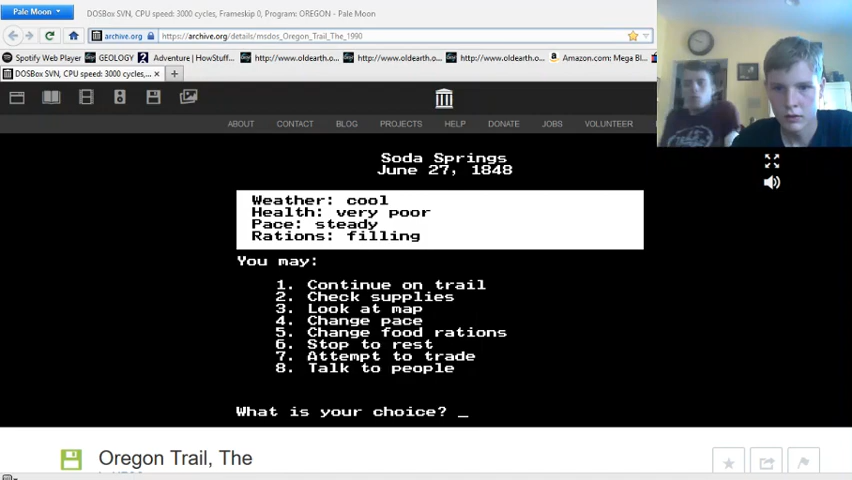 Pale Moon
DOSBox SVN, CPU speed: 3000 cycles, Frameskip 0, Program: OREGON - Pale Moon
archive.org https://archive.org/details/msdos_Oregon_Trail_The_1990
Spotify Web Player GEOLOGY Adventure | HowStuff... http://www.oldearth.o... http://www.oldearth.o... http://www.oldearth.o... Amazon.com: Mega Bl...
DOSBox SVN, CPU speed: 3000 cycles,...
ABOUT CONTACT BLOG PROJECTS HELP DONATE JOBS VOLUNTEER
Soda Springs
June 27, 1848
Weather: cool
Health: very poor
Pace: steady
Rations: filling
You may:
1. Continue on trail
2. Check supplies
3. Look at map
4. Change pace
5. Change food rations
6. Stop to rest
7. Attempt to trade
8. Talk to people
What is your choice? _
Oregon Trail, The